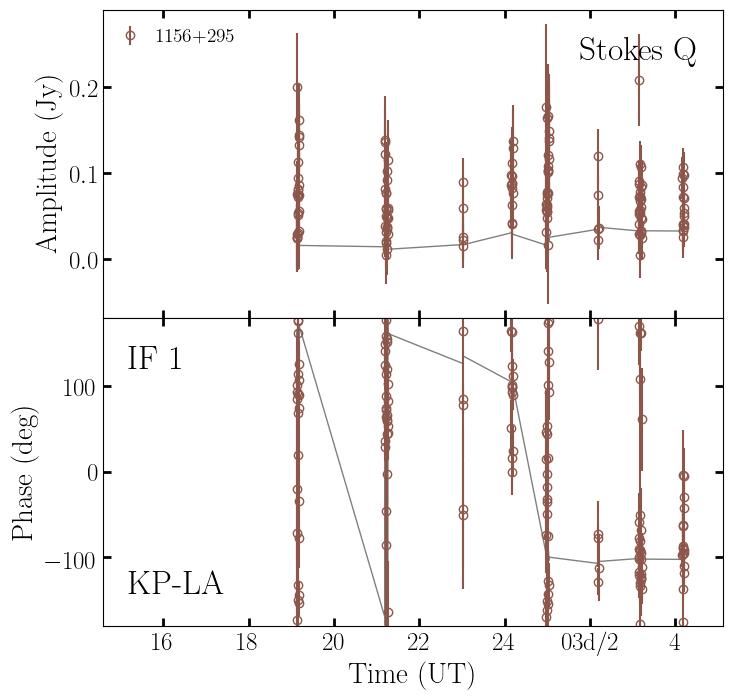 1156+295
Stokes Q
Amplitude (Jy)
0.2
0.1
0.0
IF 1
KP-LA
Phase (deg)
100
0
−100
16 18 20 22 24 03d/2 4
Time (UT)